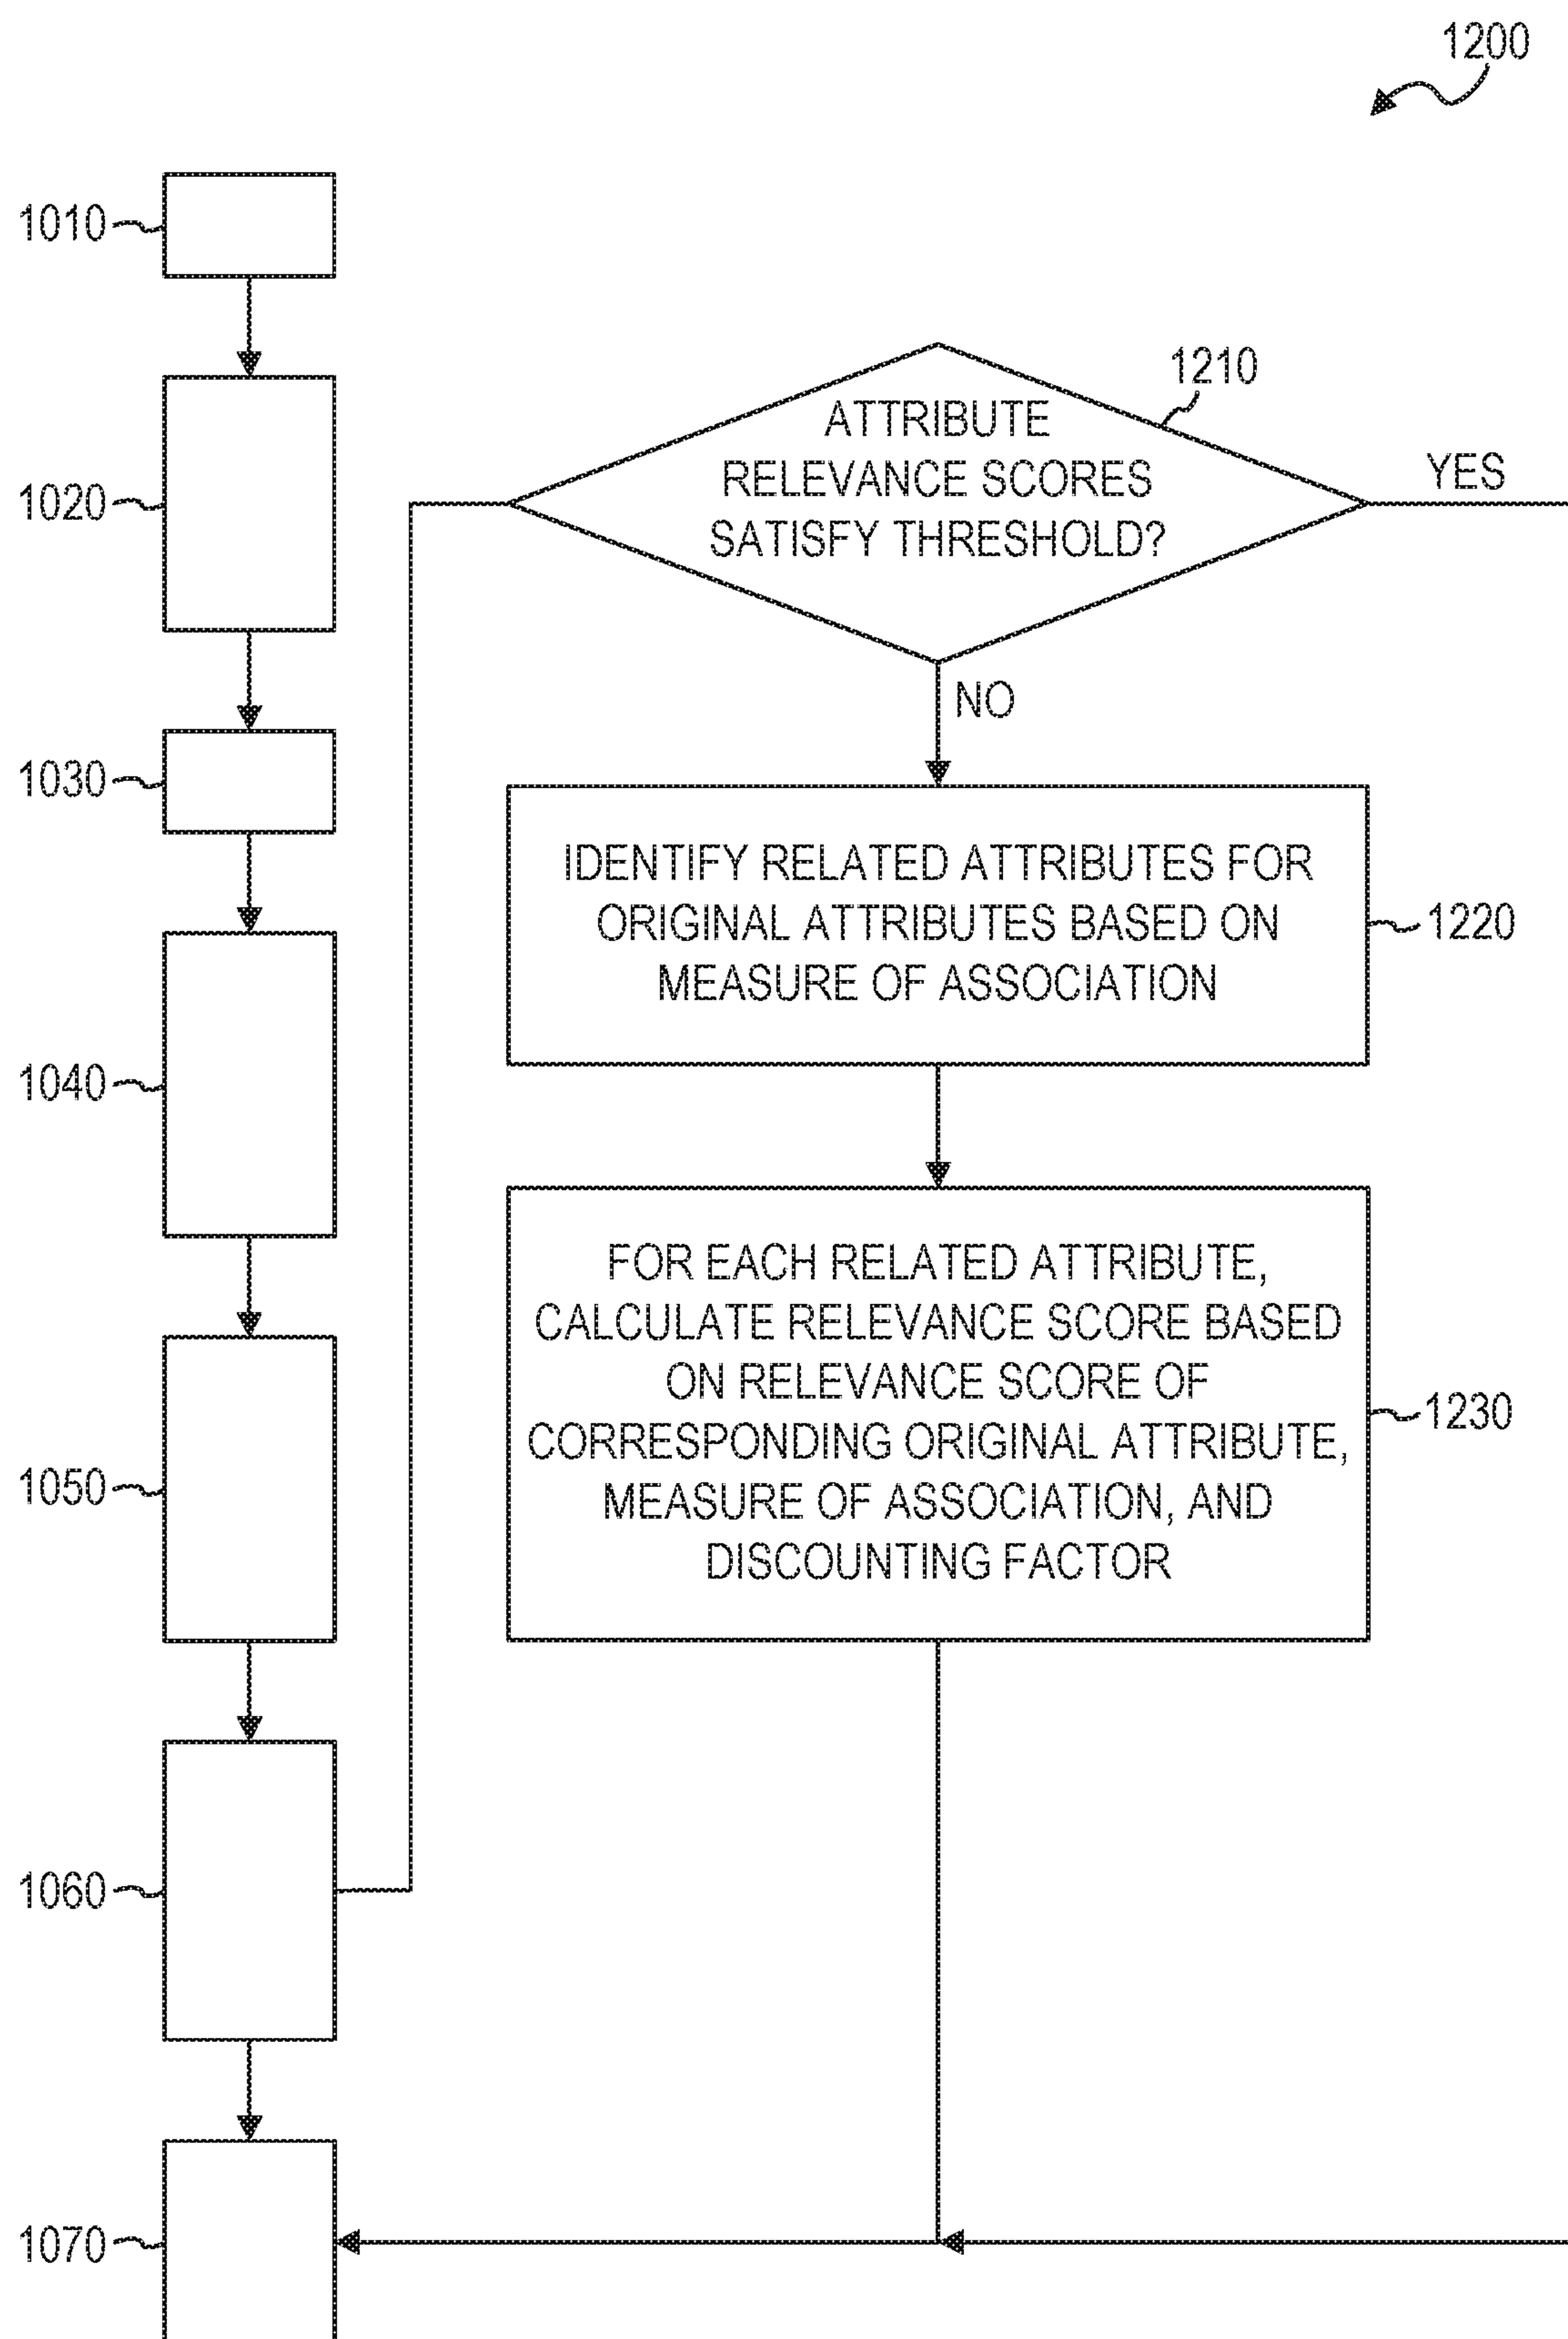 1200
1010
1020
1030
1040
1050
1060
1070
1210
ATTRIBUTE
RELEVANCE SCORES
SATISFY THRESHOLD?
YES
NO
IDENTIFY RELATED ATTRIBUTES FOR
ORIGINAL ATTRIBUTES BASED ON
MEASURE OF ASSOCIATION
1220
FOR EACH RELATED ATTRIBUTE,
CALCULATE RELEVANCE SCORE BASED
ON RELEVANCE SCORE OF
CORRESPONDING ORIGINAL ATTRIBUTE,
MEASURE OF ASSOCIATION, AND
DISCOUNTING FACTOR
1230